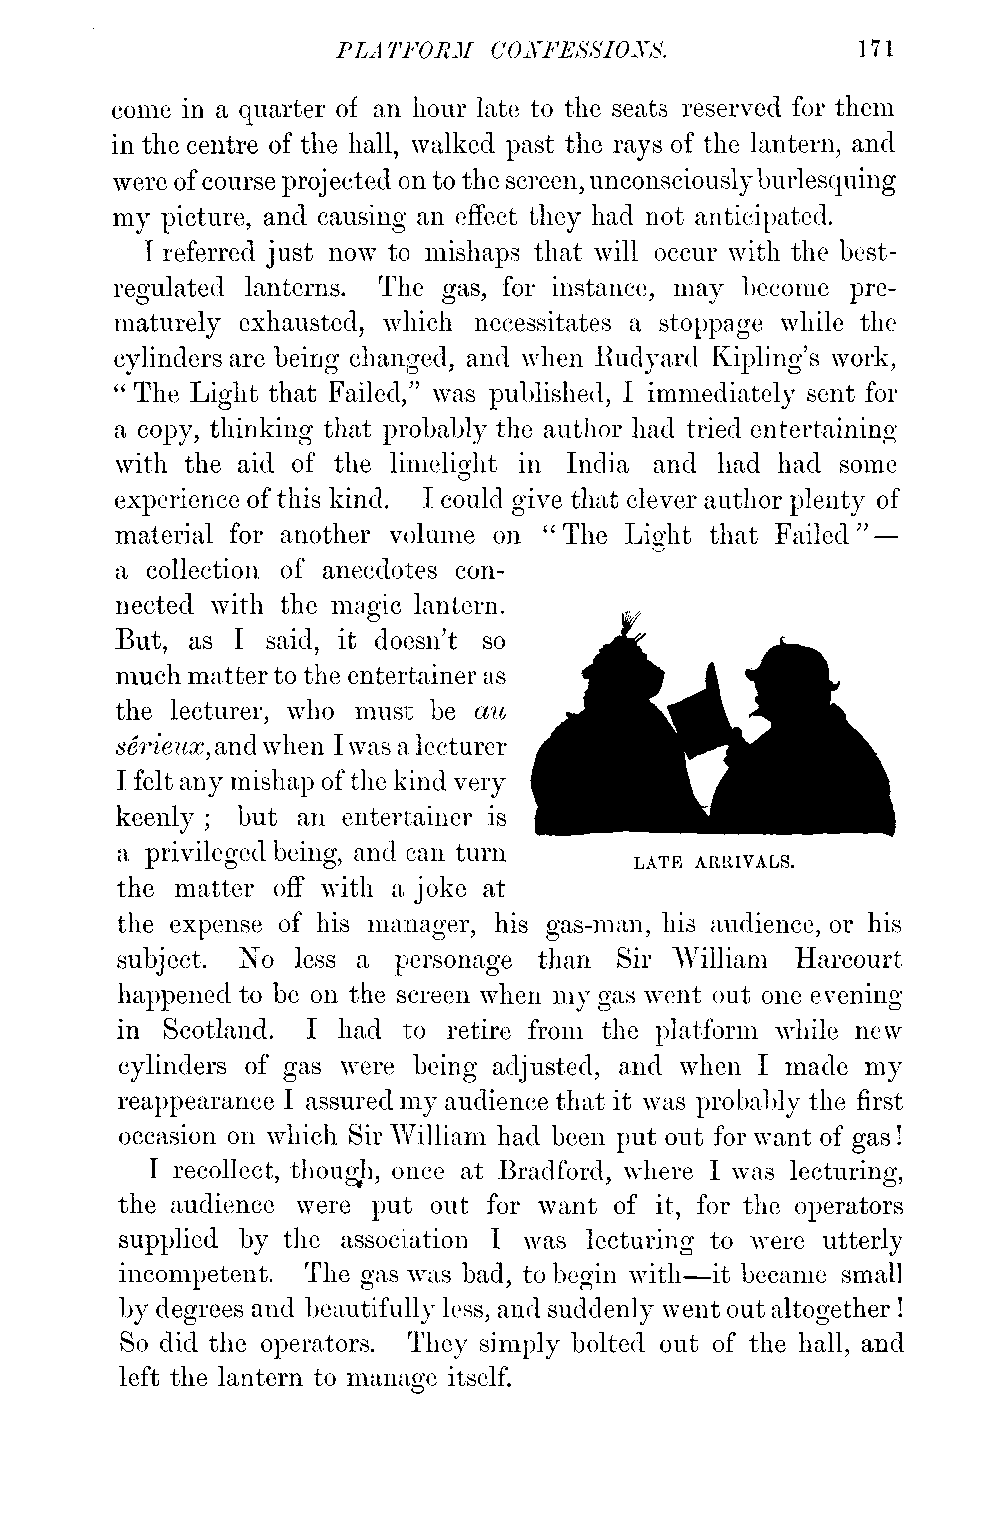 PLATFORM CONFESSIONS. 171
come in a quarter of an hour late to the seats reserved for them
in the centre of the hall, walked past the rays of the lantern, and
were of course projected on to the screen, unconsciously burlesquing
my picture, and causing an effect they had not anticipated.
I referred just now to mishaps that will occur with the best-
regulated lanterns. The gas, for instance, may become pre-
maturely exhausted, which necessitates a stoppage while the
cylinders are being changed, and when Rudyard Kipling's work,
"The Light that Failed," was published, I immediately sent for
a copy, thinking that probably the author had tried entertaining
with the aid of the limelight in India and had had some
experience of this kind. I could give that clever author plenty of
material for another volume on "The Light that Failed"—
a collection of anecdotes con-
nected with the magic lantern.
But, as I said, it doesn't so
much matter to the entertainer as
the lecturer, who must be au
sérieux, and when I was a lecturer
I felt any mishap of the kind very
keenly; but an entertainer is
a privileged being, and can turn
the matter off with a joke at
LATE ARRIVALS.
the expense of his manager, his gas-man, his audience, or his
subject. No less a personage than Sir William Harcourt
happened to be on the screen when my gas went out one evening
in Scotland. I had to retire from the platform while new
cylinders of gas were being adjusted, and when I made my
reappearance I assured my audience that it was probably the first
occasion on which Sir William had been put out for want of gas!
I recollect, though, once at Bradford, where I was lecturing,
the audience were put out for want of it, for the operators
supplied by the association I was lecturing to were utterly
incompetent. The gas was bad, to begin with—it became small
by degrees and beautifully less, and suddenly went out altogether!
So did the operators. They simply bolted out of the hall, and
left the lantern to manage itself.